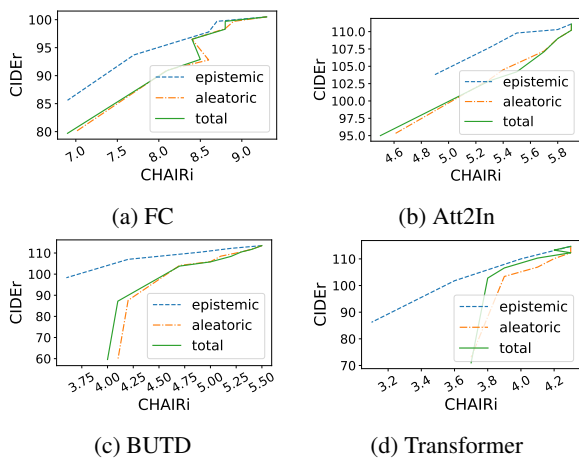 CIDEr
100
95
90
85
80
7.0
7.5
8.0
8.5
9.0
CHAIRi
epistemic
aleatoric
total
(a) FC
CIDEr
110.0
107.5
105.0
102.5
100.0
97.5
95.0
4.6
4.8
5.0
5.2
5.4
5.6
5.8
CHAIRi
epistemic
aleatoric
total
(b) Att2In
CIDEr
110
100
90
80
70
60
3.75
4.00
4.25
4.50
4.75
5.00
5.25
5.50
CHAIRi
epistemic
aleatoric
total
(c) BUTD
CIDEr
110
100
90
80
70
3.2
3.4
3.6
3.8
4.0
4.2
CHAIRi
epistemic
aleatoric
total
(d) Transformer